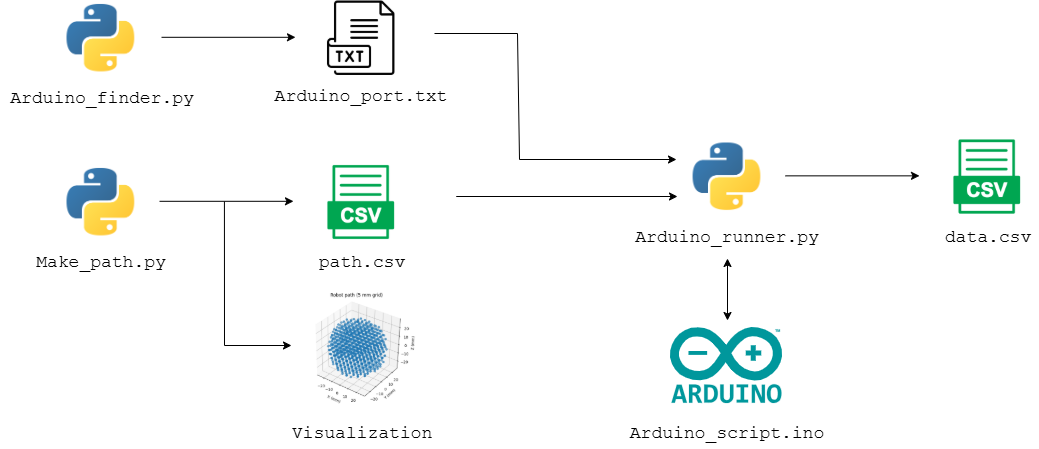 TXT
Arduino_finder.py
Arduino_port.txt
CSV
CSV
Make_path.py
path.csv
Arduino_runner.py
data.csv
Robot path (5 mm grid)
ARDUINO
Visualization
Arduino_script.ino